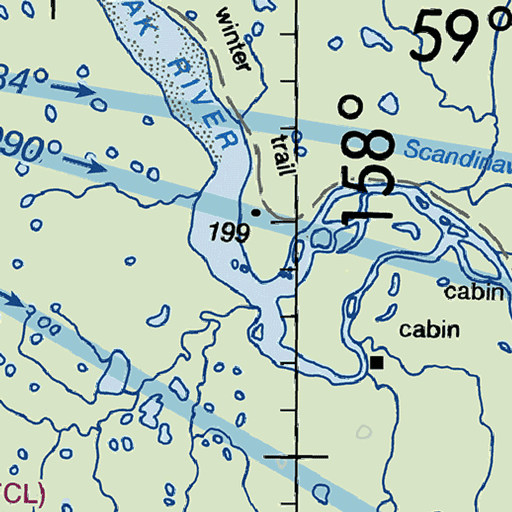 59°
winter
AK RIVER
84°
090°
trail
158°
Scandinav
199
cabin
cabin
CL)